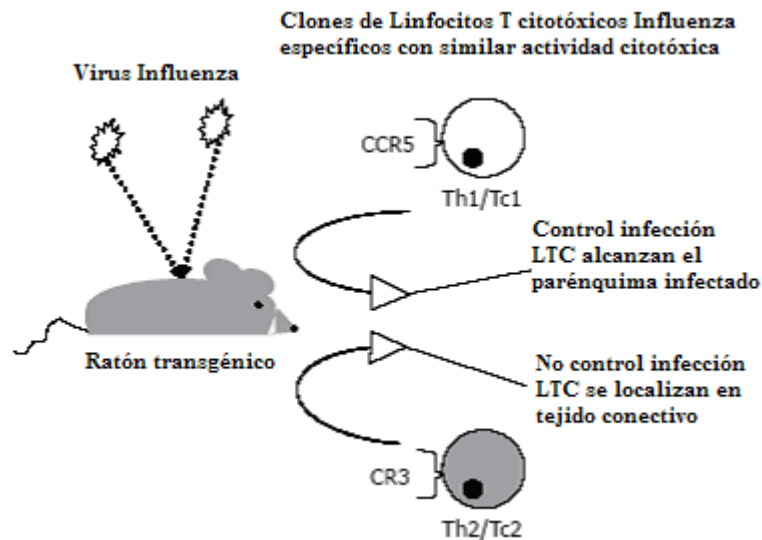 Clones de Linfocitos T citotóxicos Influenza
específicos con similar actividad citotóxica
Virus Influenza
CCR5
Th1/Tc1
Control infección
LTC alcanzan el
parénquima infectado
Ratón transgénico
No control infección
LTC se localizan en
tejido conectivo
CR3
Th2/Tc2